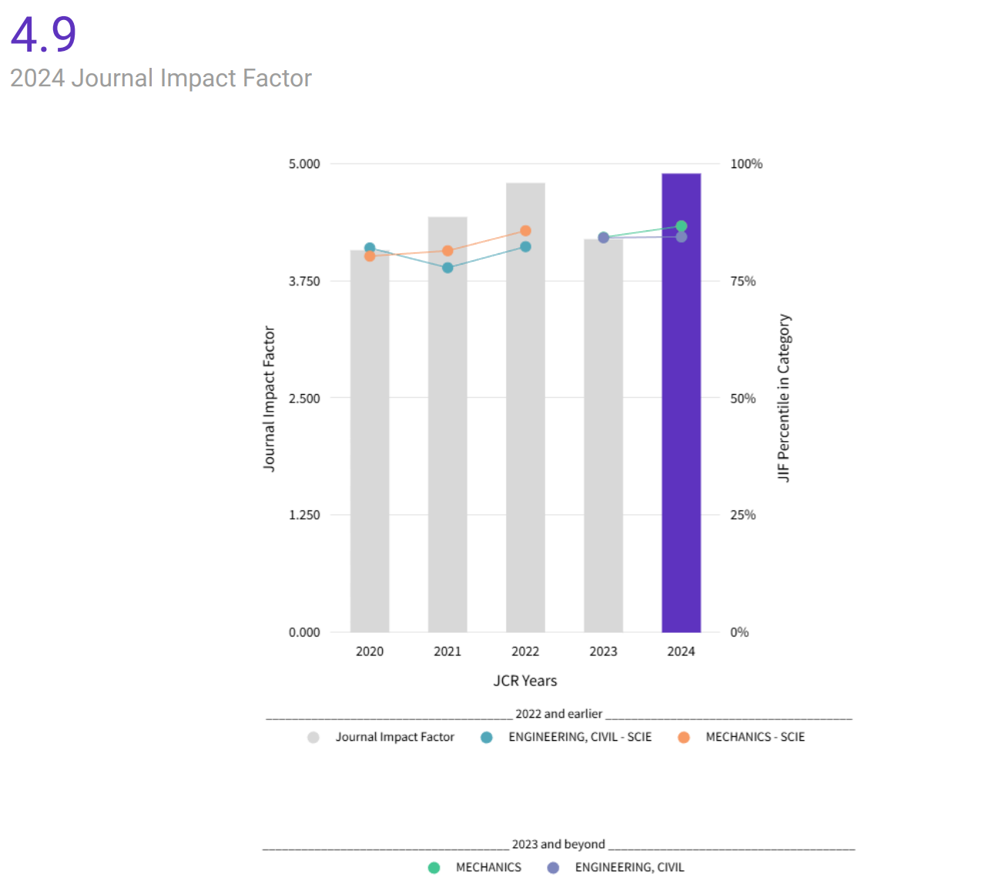 4.9
2024 Journal Impact Factor
5.000
100%
3.750
75%
Journal Impact Factor
JIF Percentile in Category
2.500
50%
1.250
25%
0.000
0%
2020 2021 2022 2023 2024
JCR Years
2022 and earlier
Journal Impact Factor ENGINEERING, CIVIL - SCIE MECHANICS - SCIE
2023 and beyond
MECHANICS ENGINEERING, CIVIL